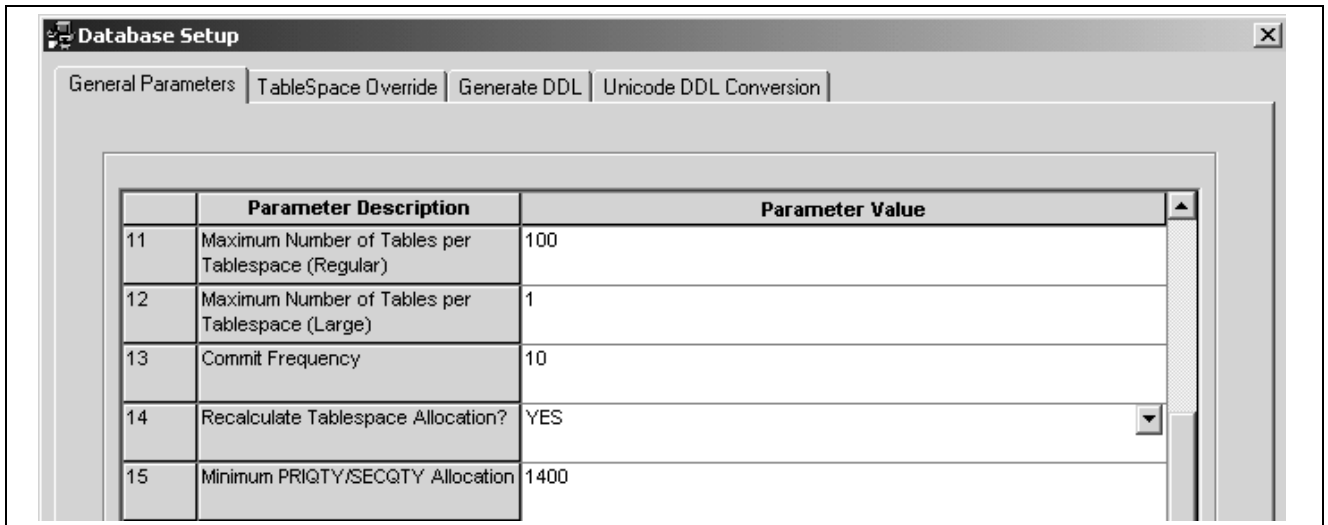 Database Setup
General Parameters
TableSpace Override
Generate DDL
Unicode DDL Conversion
Parameter Description
Parameter Value
11
Maximum Number of Tables per
Tablespace (Regular)
100
12
Maximum Number of Tables per
Tablespace (Large)
1
13
Commit Frequency
10
14
Recalculate Tablespace Allocation?
YES
15
Minimum PRIQTY/SECQTY Allocation
1400